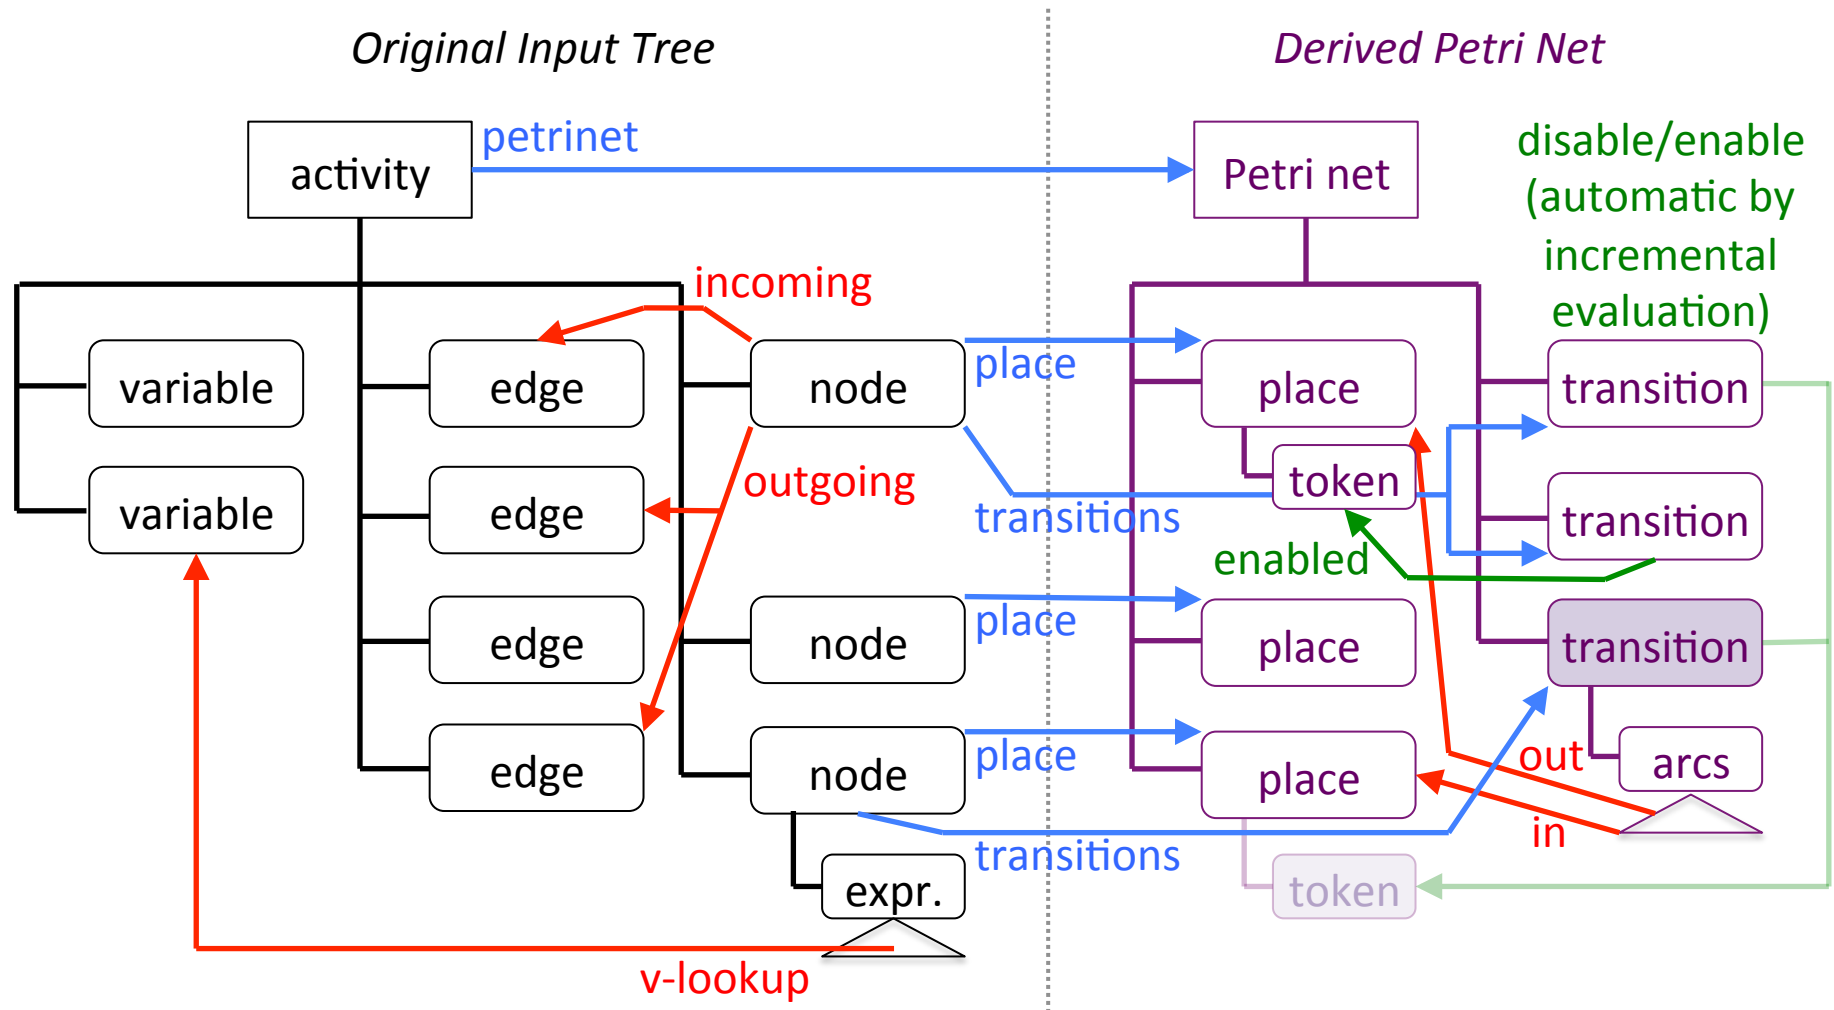 Original Input Tree
Derived Petri Net
petrinet
activity
Petri net
disable/enable
(automatic by
incremental
evaluation)
incoming
variable
edge
node
place
place
transition
variable
edge
outgoing
token
transitions
transition
enabled
edge
node
place
place
transition
edge
node
place
place
out
arcs
in
transitions
expr.
token
v-lookup